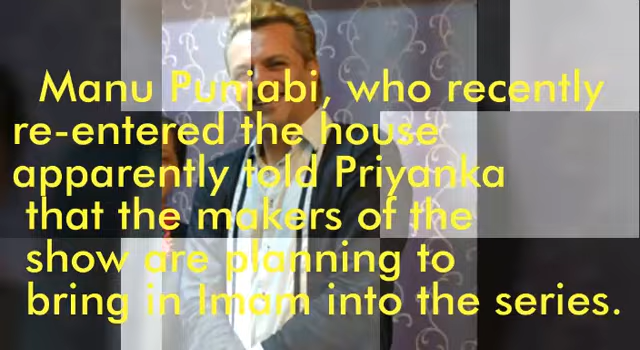 Manu Punjabi, who recently
re-entered the house
apparently told Priyanka
that the makers of the
show are planning to
bring in Imam into the series.